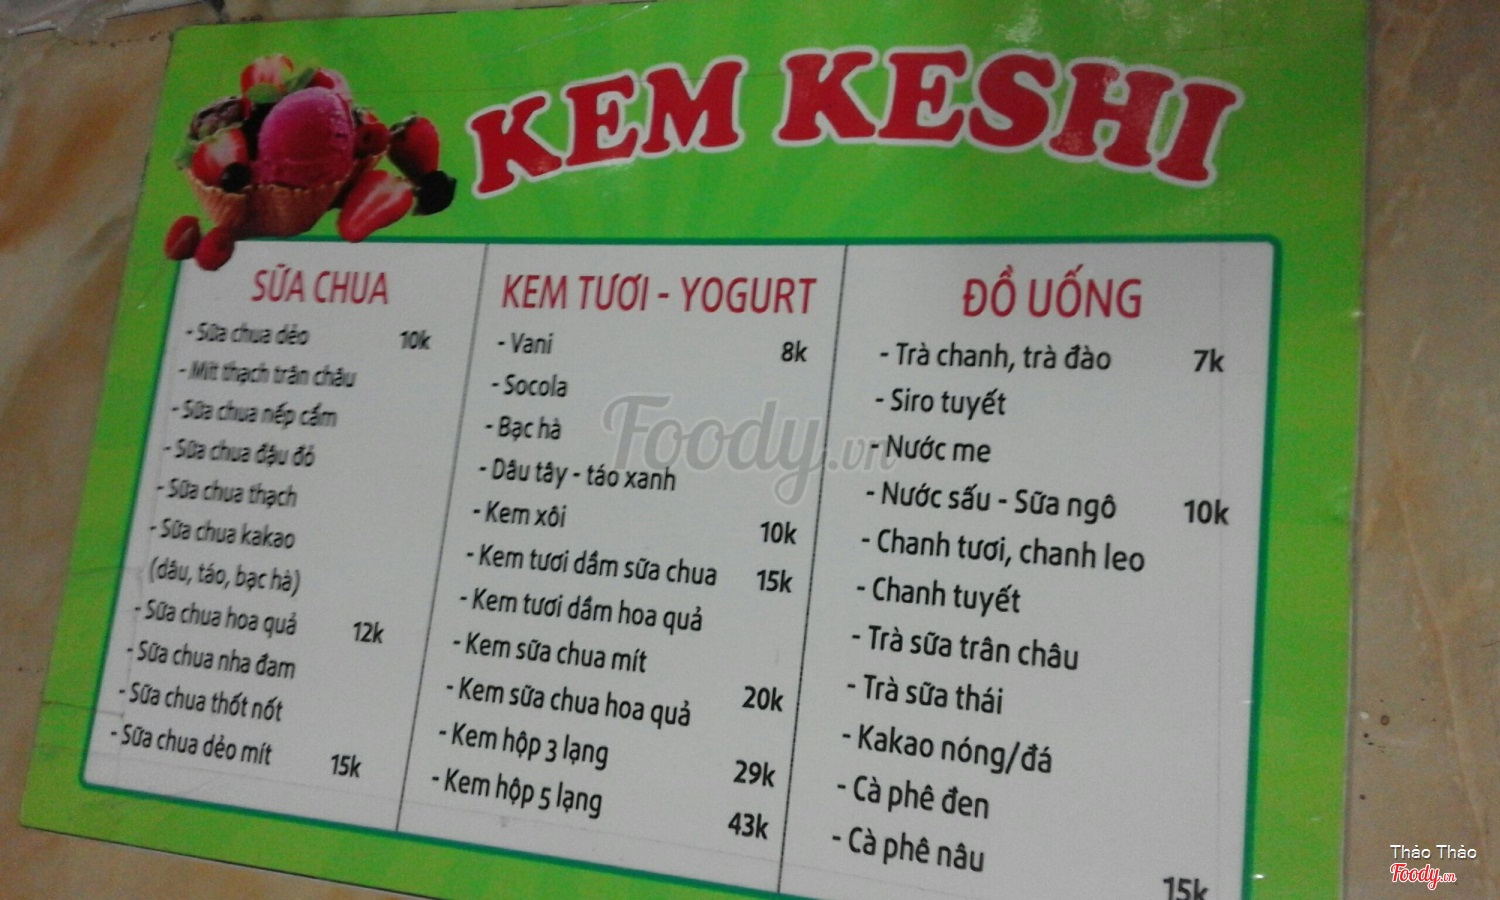 KEM KESHI
SỮA CHUA
- Sữa chua dẻo 10k
- Mít thạch trân châu
- Sữa chua nếp cẩm
- Sữa chua đậu đỏ
- Sữa chua thạch
- Sữa chua kakao
(dâu, táo, bạc hà)
- Sữa chua hoa quả 12k
- Sữa chua nha đam
- Sữa chua thốt nốt
- Sữa chua dẻo mít 15k
KEM TƯƠI - YOGURT
- Vani 8k
- Socola
- Bạc hà
- Dâu tây - táo xanh
- Kem xôi 10k
- Kem tươi dầm sữa chua 15k
- Kem tươi dầm hoa quả
- Kem sữa chua mít
- Kem sữa chua hoa quả 20k
- Kem hộp 3 lạng 29k
- Kem hộp 5 lạng 43k
ĐỒ UỐNG
- Trà chanh, trà đào 7k
- Siro tuyết
- Nước me
- Nước sấu - Sữa ngô 10k
- Chanh tươi, chanh leo
- Chanh tuyết
- Trà sữa trân châu
- Trà sữa thái
- Kakao nóng/đá
- Cà phê đen
- Cà phê nâu
15k
Foody.vn
Thảo Thảo
Foody.vn